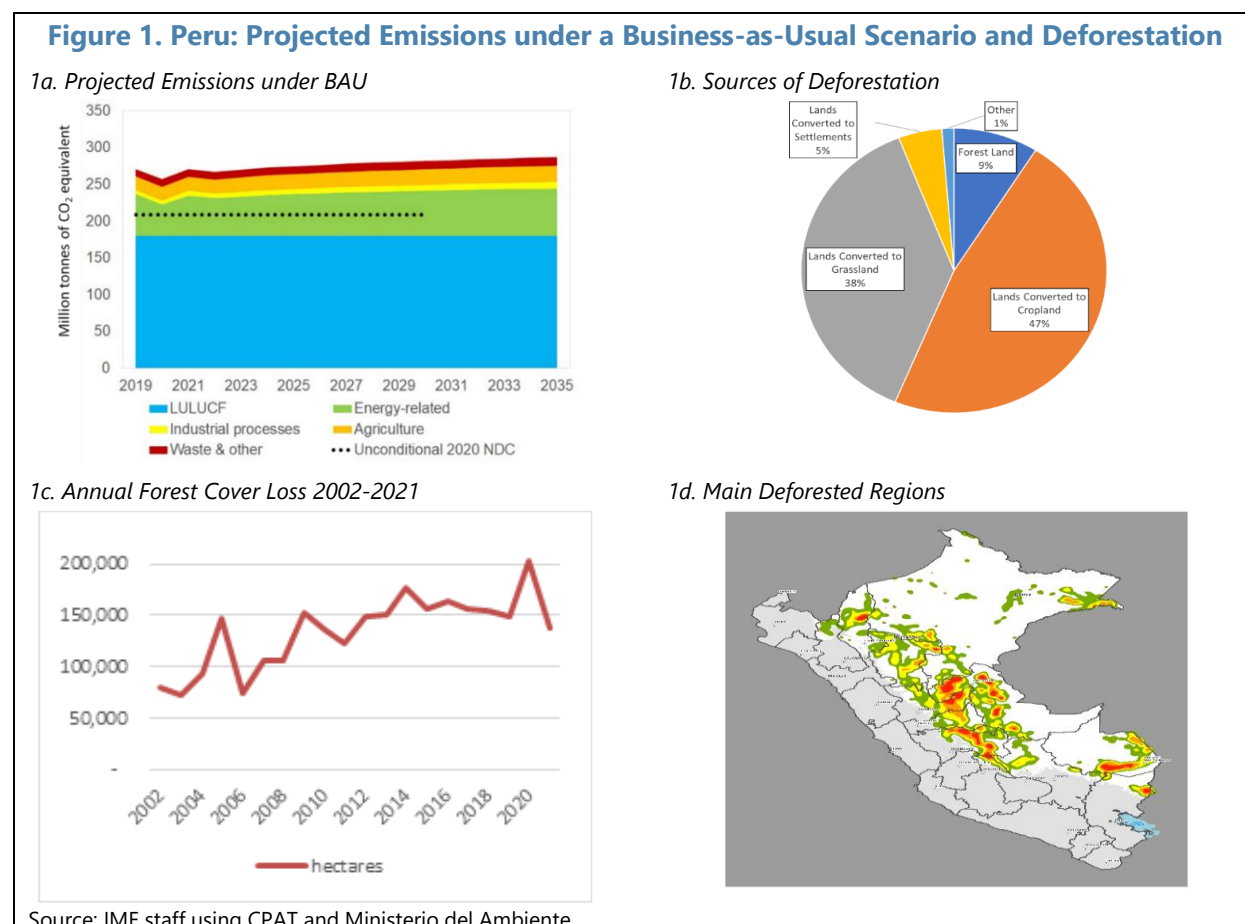 Figure 1. Peru: Projected Emissions under a Business-as-Usual Scenario and Deforestation
1a. Projected Emissions under BAU
Million tonnes of CO₂ equivalent
350
300
250
200
150
100
50
0
2019 2021 2023 2025 2027 2029 2031 2033 2035
LULUCF
Energy-related
Industrial processes
Agriculture
Waste & other
Unconditional 2020 NDC
1b. Sources of Deforestation
Lands
Converted to
Settlements
5%
Other
1%
Forest Land
9%
Lands Converted to
Grassland
38%
Lands Converted to
Cropland
47%
1c. Annual Forest Cover Loss 2002-2021
200,000
150,000
100,000
50,000
-
2002 2004 2006 2008 2010 2012 2014 2016 2018 2020
hectares
1d. Main Deforested Regions
Source: IMF staff using CPAT and Ministerio del Ambiente